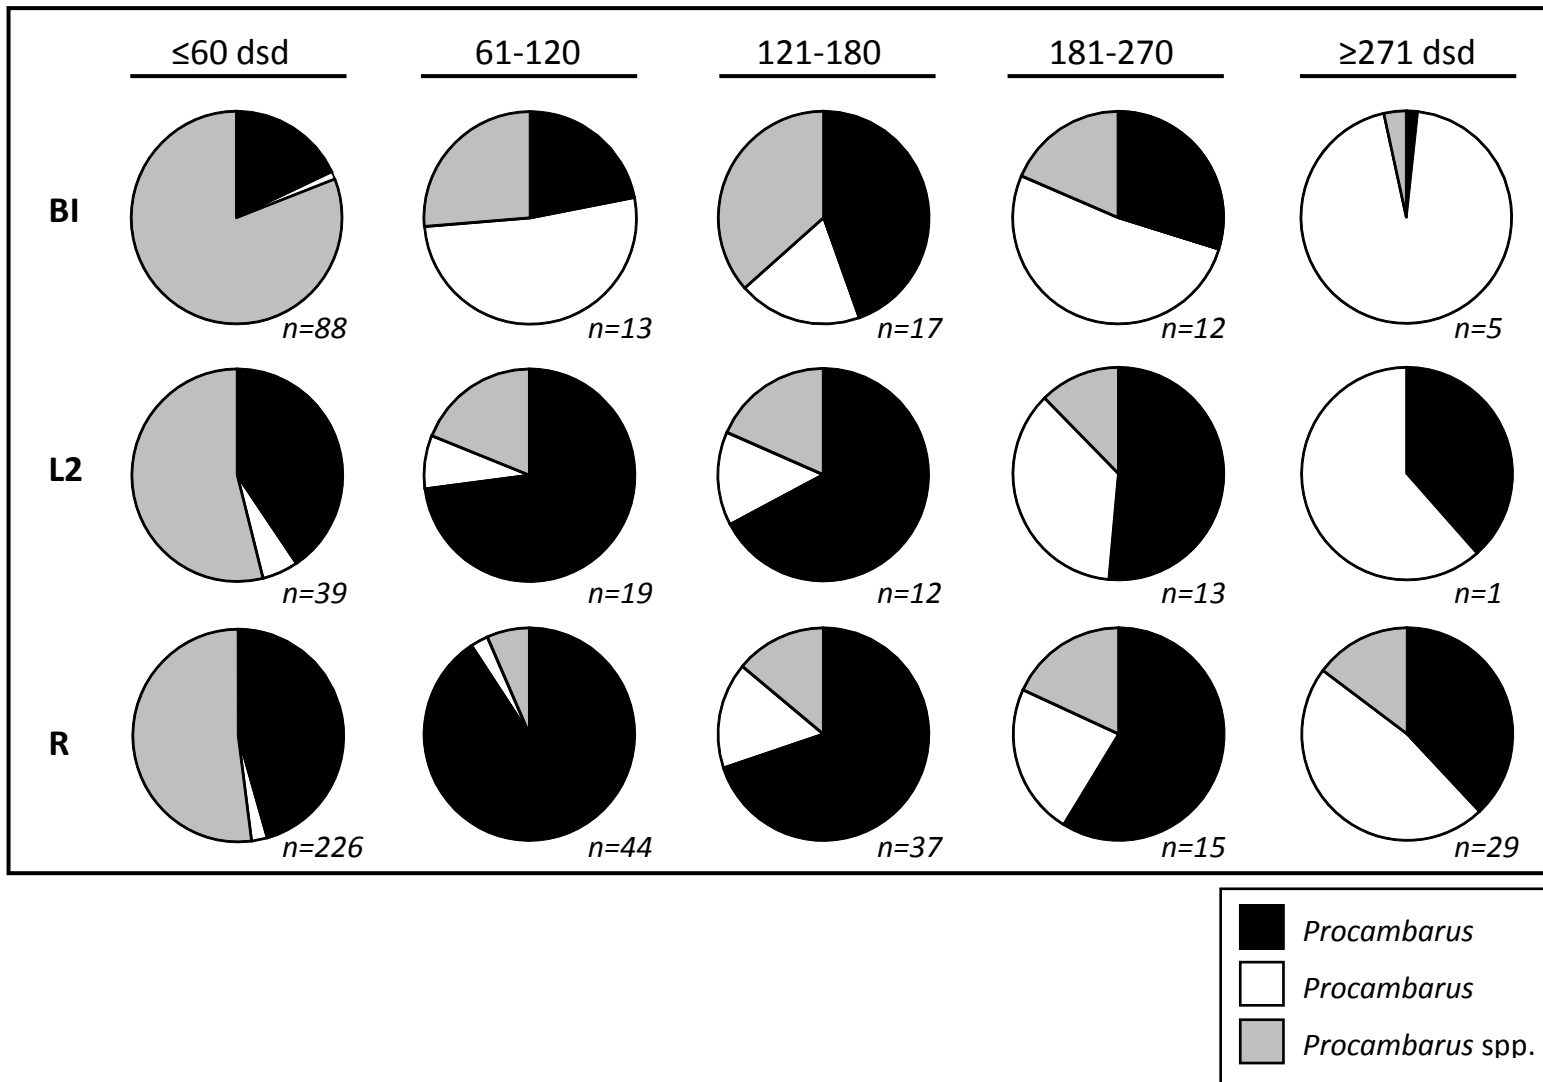 ≤60 dsd 61-120 121-180 181-270 ≥271 dsd
BI
n=88 n=13 n=17 n=12 n=5
L2
n=39 n=19 n=12 n=13 n=1
R
n=226 n=44 n=37 n=15 n=29
Procambarus
Procambarus
Procambarus spp.